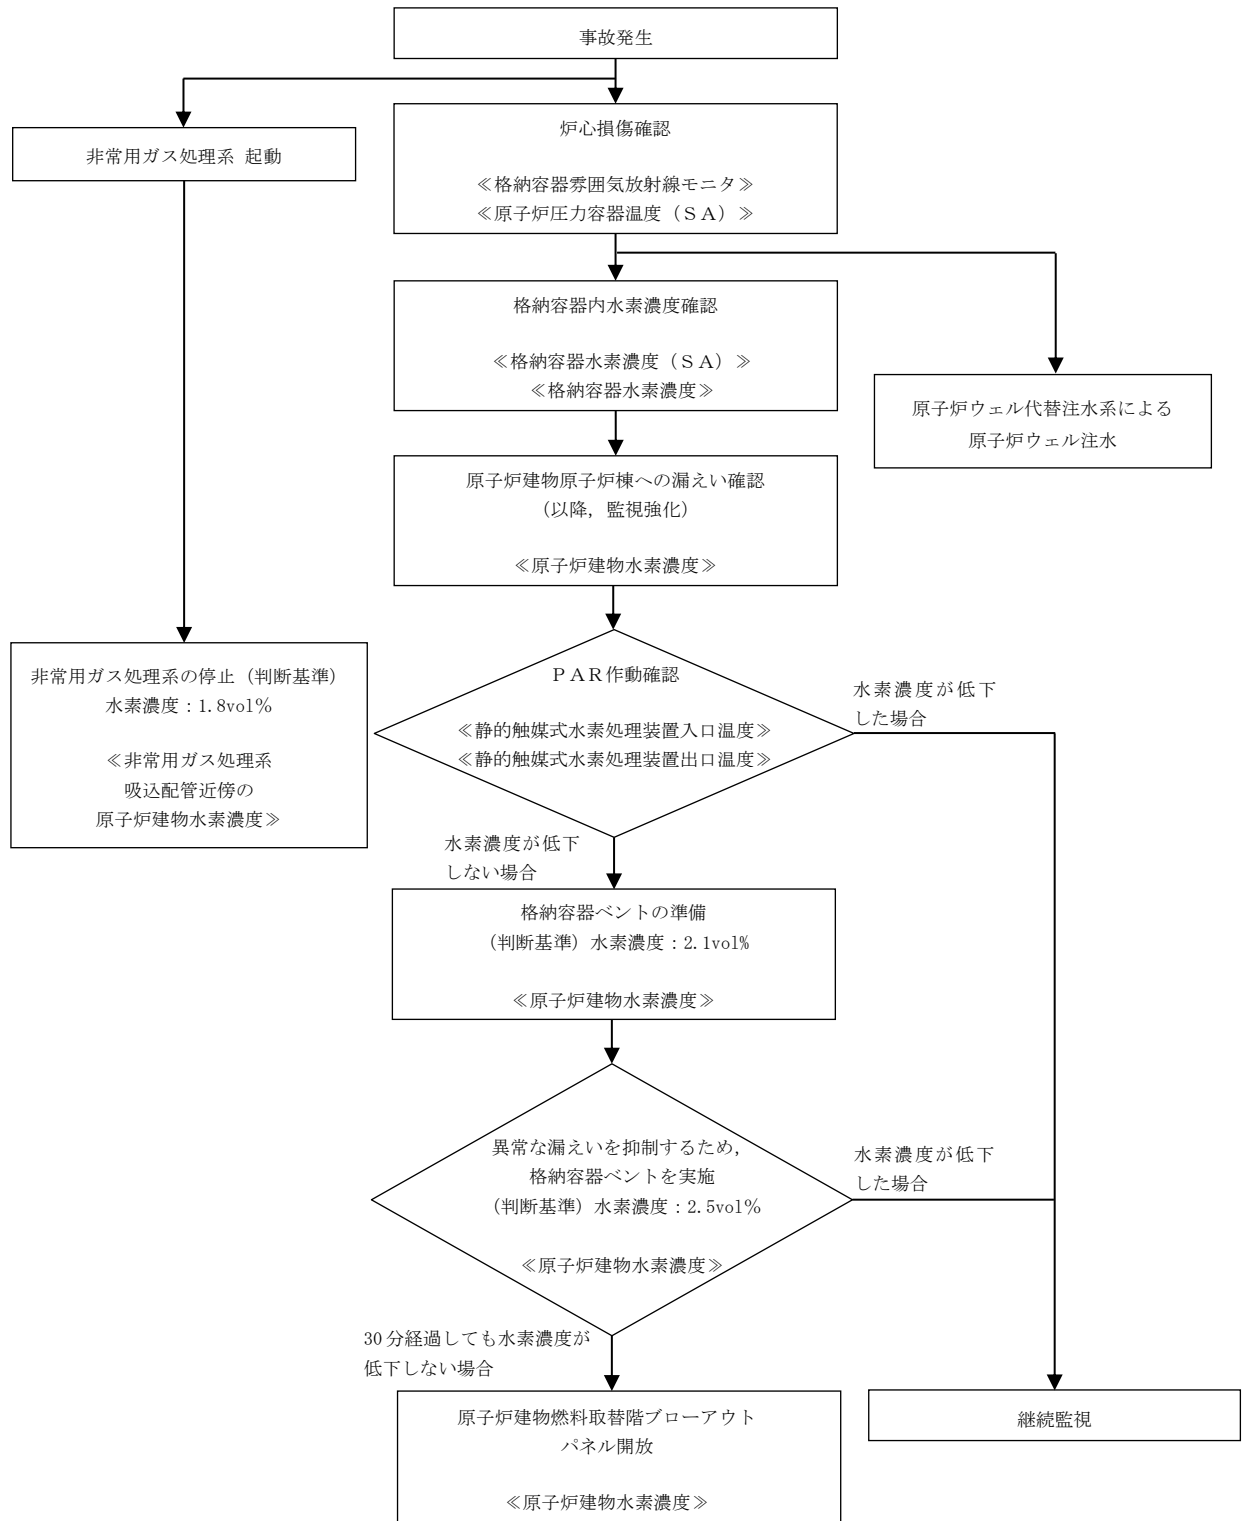 事故発生
非常用ガス処理系 起動
炉心損傷確認
≪格納容器雰囲気放射線モニタ≫
≪原子炉圧力容器温度（ＳＡ）≫
格納容器内水素濃度確認
≪格納容器水素濃度（ＳＡ）≫
≪格納容器水素濃度≫
原子炉ウェル代替注水系による
原子炉ウェル注水
原子炉建物原子炉棟への漏えい確認
（以降，監視強化）
≪原子炉建物水素濃度≫
非常用ガス処理系の停止（判断基準）
水素濃度：1.8vol％
≪非常用ガス処理系
吸込配管近傍の
原子炉建物水素濃度≫
ＰＡＲ作動確認
≪静的触媒式水素処理装置入口温度≫
≪静的触媒式水素処理装置出口温度≫
水素濃度が低下
した場合
水素濃度が低下
しない場合
格納容器ベントの準備
（判断基準）水素濃度：2.1vol%
≪原子炉建物水素濃度≫
異常な漏えいを抑制するため，
格納容器ベントを実施
（判断基準）水素濃度：2.5vol％
≪原子炉建物水素濃度≫
水素濃度が低下
した場合
30分経過しても水素濃度が
低下しない場合
原子炉建物燃料取替階ブローアウト
パネル開放
≪原子炉建物水素濃度≫
継続監視